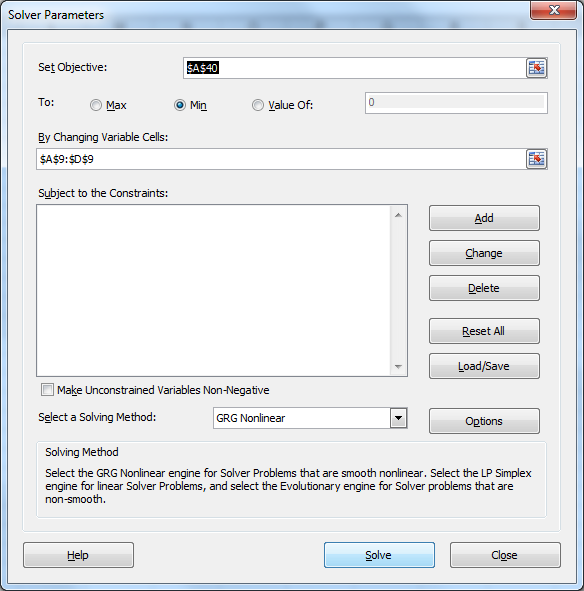 Solver Parameters
Set Objective:
$A$40
To:
Max
Min
Value Of:
0
By Changing Variable Cells:
$A$9:$D$9
Subject to the Constraints:
Add
Change
Delete
Reset All
Load/Save
Make Unconstrained Variables Non-Negative
Select a Solving Method:
GRG Nonlinear
Options
Solving Method
Select the GRG Nonlinear engine for Solver Problems that are smooth nonlinear. Select the LP Simplex
engine for linear Solver Problems, and select the Evolutionary engine for Solver problems that are
non-smooth.
Help
Solve
Close